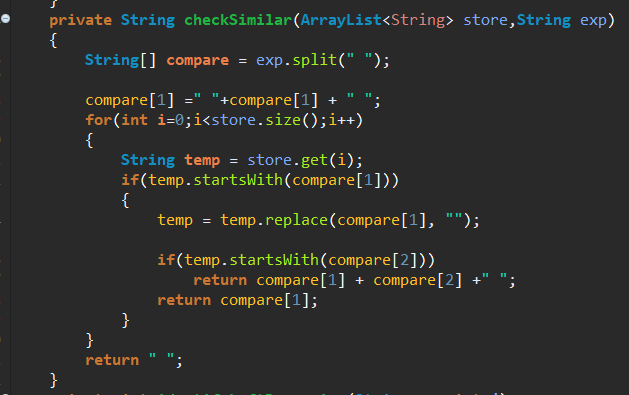 private String checkSimilar(ArrayList<String> store,String exp)
{
String[] compare = exp.split(" ");
compare[1] =" "+compare[1] + " ";
for(int i=0;i<store.size();i++)
{
String temp = store.get(i);
if(temp.startsWith(compare[1]))
{
temp = temp.replace(compare[1], "");
if(temp.startsWith(compare[2]))
return compare[1] + compare[2] +" ";
return compare[1];
}
}
return " ";
}